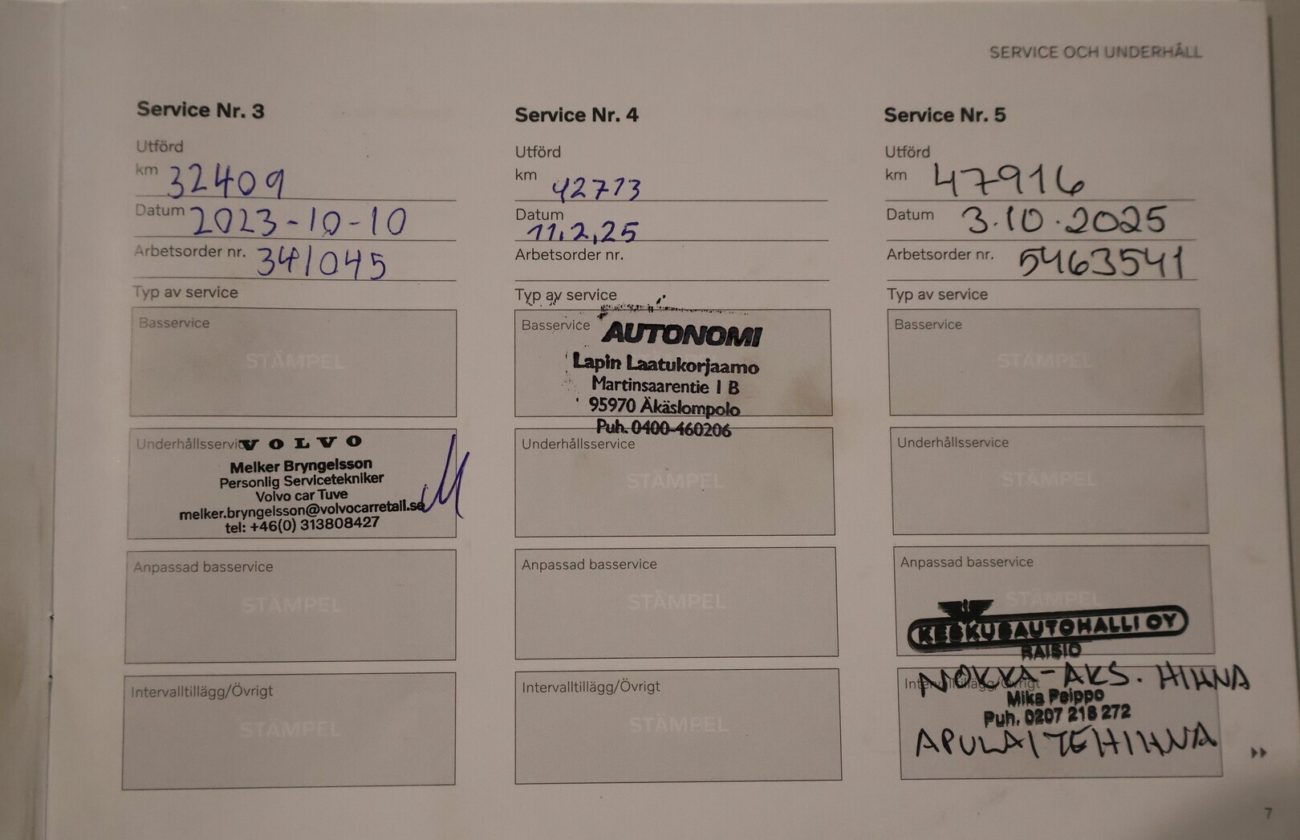 SERVICE OCH UNDERHÅLL
Service Nr. 3
Utförd
km 32409
Datum 2023-10-10
Arbetsorder nr. 341045
Typ av service
Basservice
STÄMPEL
Underhållsservice
VOLVO
Melker Bryngelsson
Personlig Servicetekniker
Volvo car Tuve
melker.bryngelsson@volvocarretail.se
tel: +46(0) 313808427
Anpassad basservice
STÄMPEL
Intervalltillägg/Övrigt
STÄMPEL
Service Nr. 4
Utförd
km 42773
Datum 11.2.25
Arbetsorder nr.
Typ av service
Basservice
AUTONOMI
Lapin Laatukorjaamo
Martinsaarentie 1 B
95970 Äkäslompolo
Puh. 0400-460206
Underhållsservice
STÄMPEL
Anpassad basservice
STÄMPEL
Intervalltillägg/Övrigt
STÄMPEL
Service Nr. 5
Utförd
km 47916
Datum 3.10.2025
Arbetsorder nr. 5463541
Typ av service
Basservice
STÄMPEL
Underhållsservice
STÄMPEL
Anpassad basservice
STÄMPEL
KESKUSAUTOHALLI OY
RAISIO
Intervalltillägg/Övrigt
NOKKA-AKS. HIHNA
Mika Peippo
Puh. 0207 218 272
APULAITEHIHNA
7